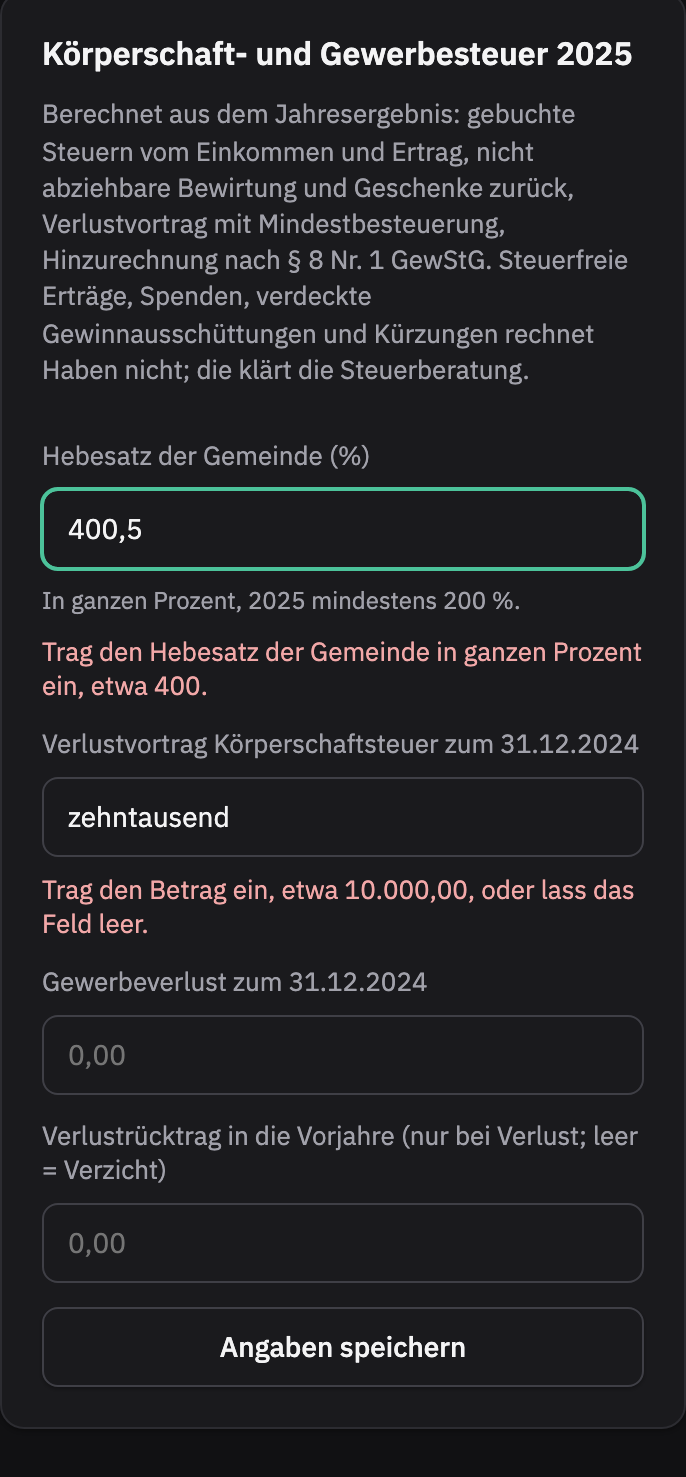 Körperschaft- und Gewerbesteuer 2025
Berechnet aus dem Jahresergebnis: gebuchte
Steuern vom Einkommen und Ertrag, nicht
abziehbare Bewirtung und Geschenke zurück,
Verlustvortrag mit Mindestbesteuerung,
Hinzurechnung nach § 8 Nr. 1 GewStG. Steuerfreie
Erträge, Spenden, verdeckte
Gewinnausschüttungen und Kürzungen rechnet
Haben nicht; die klärt die Steuerberatung.
Hebesatz der Gemeinde (%)
400,5
In ganzen Prozent, 2025 mindestens 200 %.
Trag den Hebesatz der Gemeinde in ganzen Prozent
ein, etwa 400.
Verlustvortrag Körperschaftsteuer zum 31.12.2024
zehntausend
Trag den Betrag ein, etwa 10.000,00, oder lass das
Feld leer.
Gewerbeverlust zum 31.12.2024
0,00
Verlustrücktrag in die Vorjahre (nur bei Verlust; leer
= Verzicht)
0,00
Angaben speichern